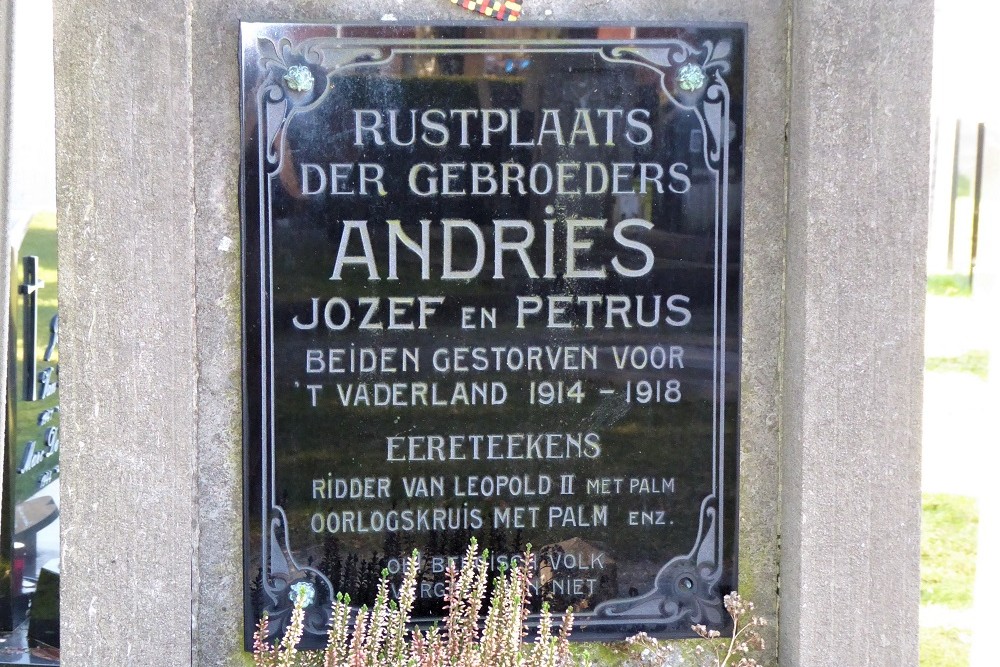 RUSTPLAATS
DER GEBROEDERS
ANDRIES
JOZEF EN PETRUS
BEIDEN GESTORVEN VOOR
'T VADERLAND 1914 - 1918
EERETEEKENS
RIDDER VAN LEOPOLD II MET PALM
OORLOGSKRUIS MET PALM ENZ.
VOLK
NIET